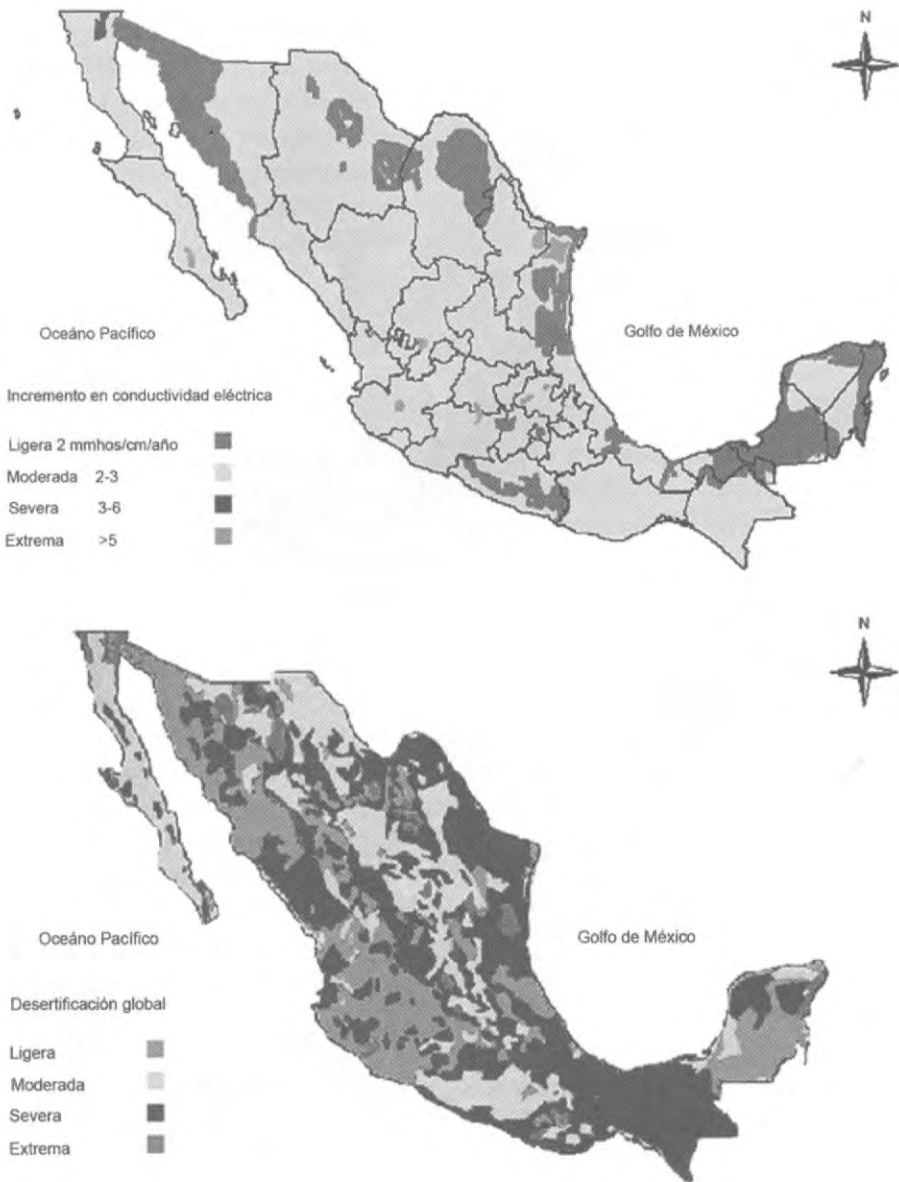 N
Oceáno Pacífico
Golfo de México
Incremento en conductividad eléctrica
Ligera 2 mmhos/cm/año
Moderada 2-3
Severa 3-6
Extrema >5
N
Oceáno Pacífico
Golfo de México
Desertificación global
Ligera
Moderada
Severa
Extrema